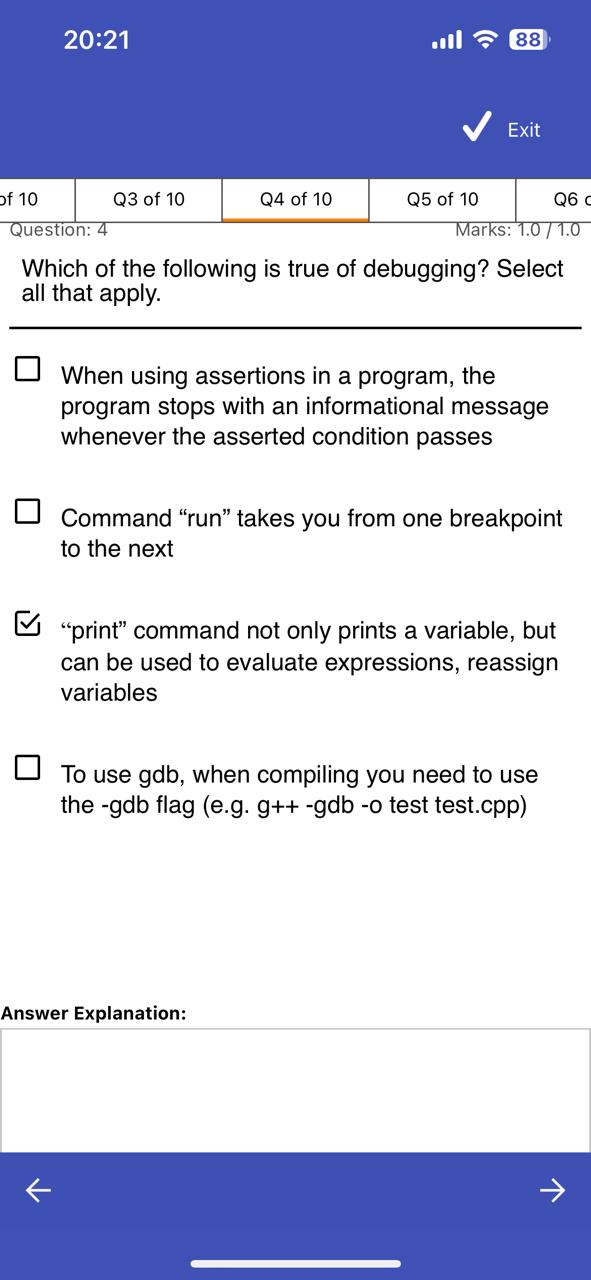 20:21
88
Exit
of 10
Q3 of 10
Q4 of 10
Q5 of 10
Q6 o
Question: 4
Marks: 1.0 / 1.0
Which of the following is true of debugging? Select
all that apply.
When using assertions in a program, the
program stops with an informational message
whenever the asserted condition passes
Command “run” takes you from one breakpoint
to the next
“print” command not only prints a variable, but
can be used to evaluate expressions, reassign
variables
To use gdb, when compiling you need to use
the -gdb flag (e.g. g++ -gdb -o test test.cpp)
Answer Explanation: